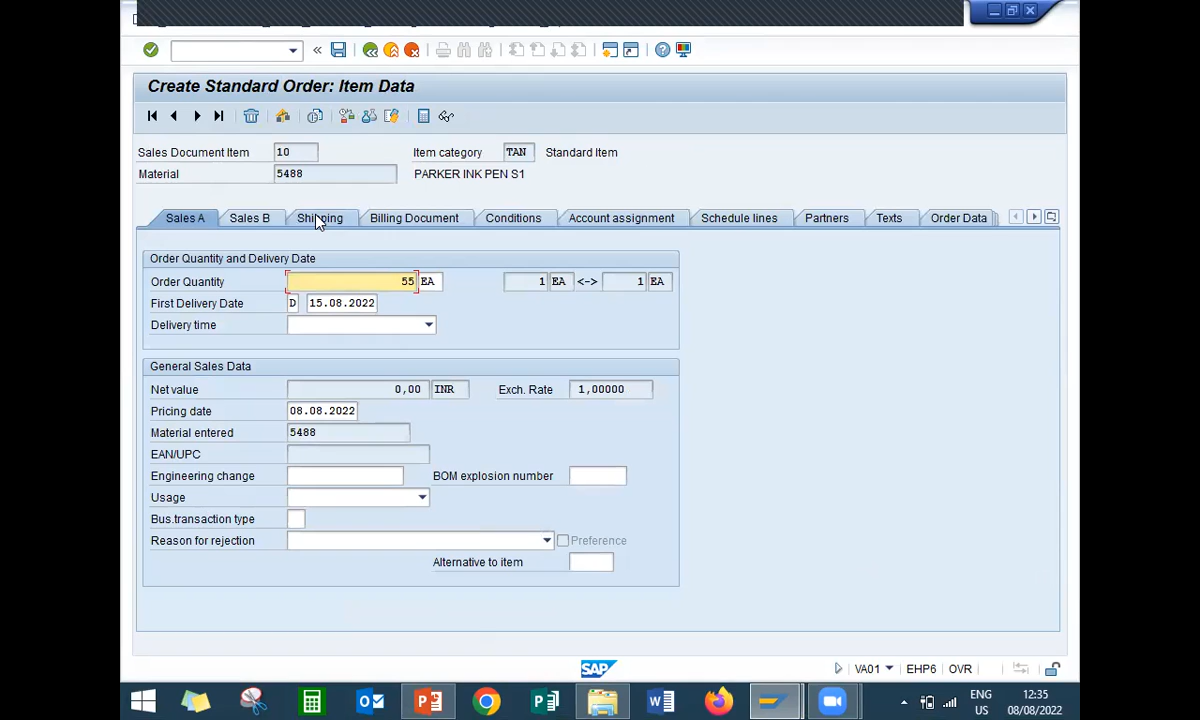 Create Standard Order: Item Data
Sales Document Item 10 Item category TAN Standard Item
Material 5488 PARKER INK PEN S1
Sales A Sales B Shipping Billing Document Conditions Account assignment Schedule lines Partners Texts Order Data
Order Quantity and Delivery Date
Order Quantity 55 EA 1 EA <-> 1 EA
First Delivery Date D 15.08.2022
Delivery time
General Sales Data
Net value 0,00 INR Exch. Rate 1,00000
Pricing date 08.08.2022
Material entered 5488
EAN/UPC
Engineering change BOM explosion number
Usage
Bus.transaction type
Reason for rejection Preference
Alternative to item
SAP VA01 EHP6 OVR
ENG 12:35
US 08/08/2022